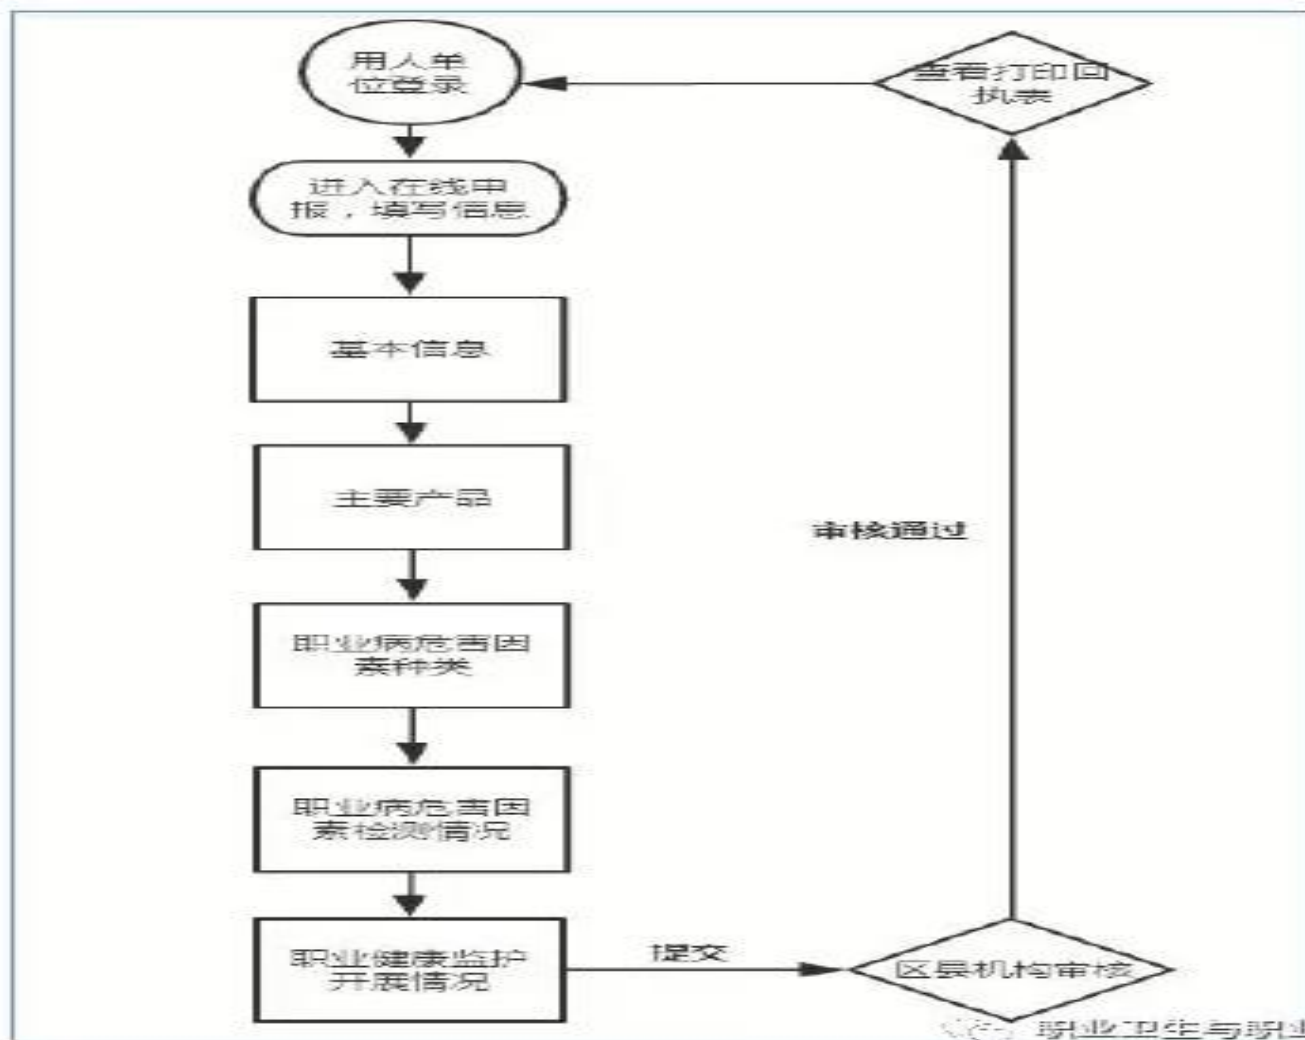 用人单
位登录
查看打印回
执表
进入在线申
报，填写信息
基本信息
主要产品
审核通过
职业病危害因
素种类
职业病危害因
素检测情况
职业健康监护
开展情况
提交
区县机构审核
职业卫生与职业